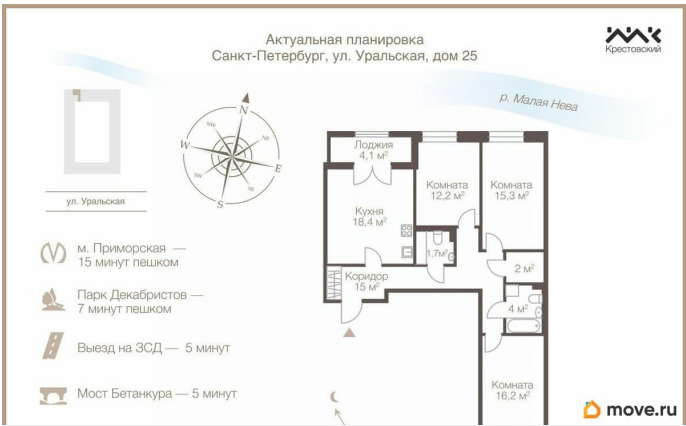 Актуальная планировка
Санкт-Петербург, ул. Уральская, дом 25
Крестовский
р. Малая Нева
N
NW
NE
W
E
SE
S
ул. Уральская
м. Приморская —
15 минут пешком
Парк Декабристов —
7 минут пешком
Выезд на ЗСД — 5 минут
Мост Бетанкура — 5 минут
Лоджия
4,1 м²
Комната
12,2 м²
Комната
15,3 м²
Кухня
18,4 м²
1,7м²
Коридор
15 м²
2 м²
4 м²
Комната
16,2 м²
move.ru